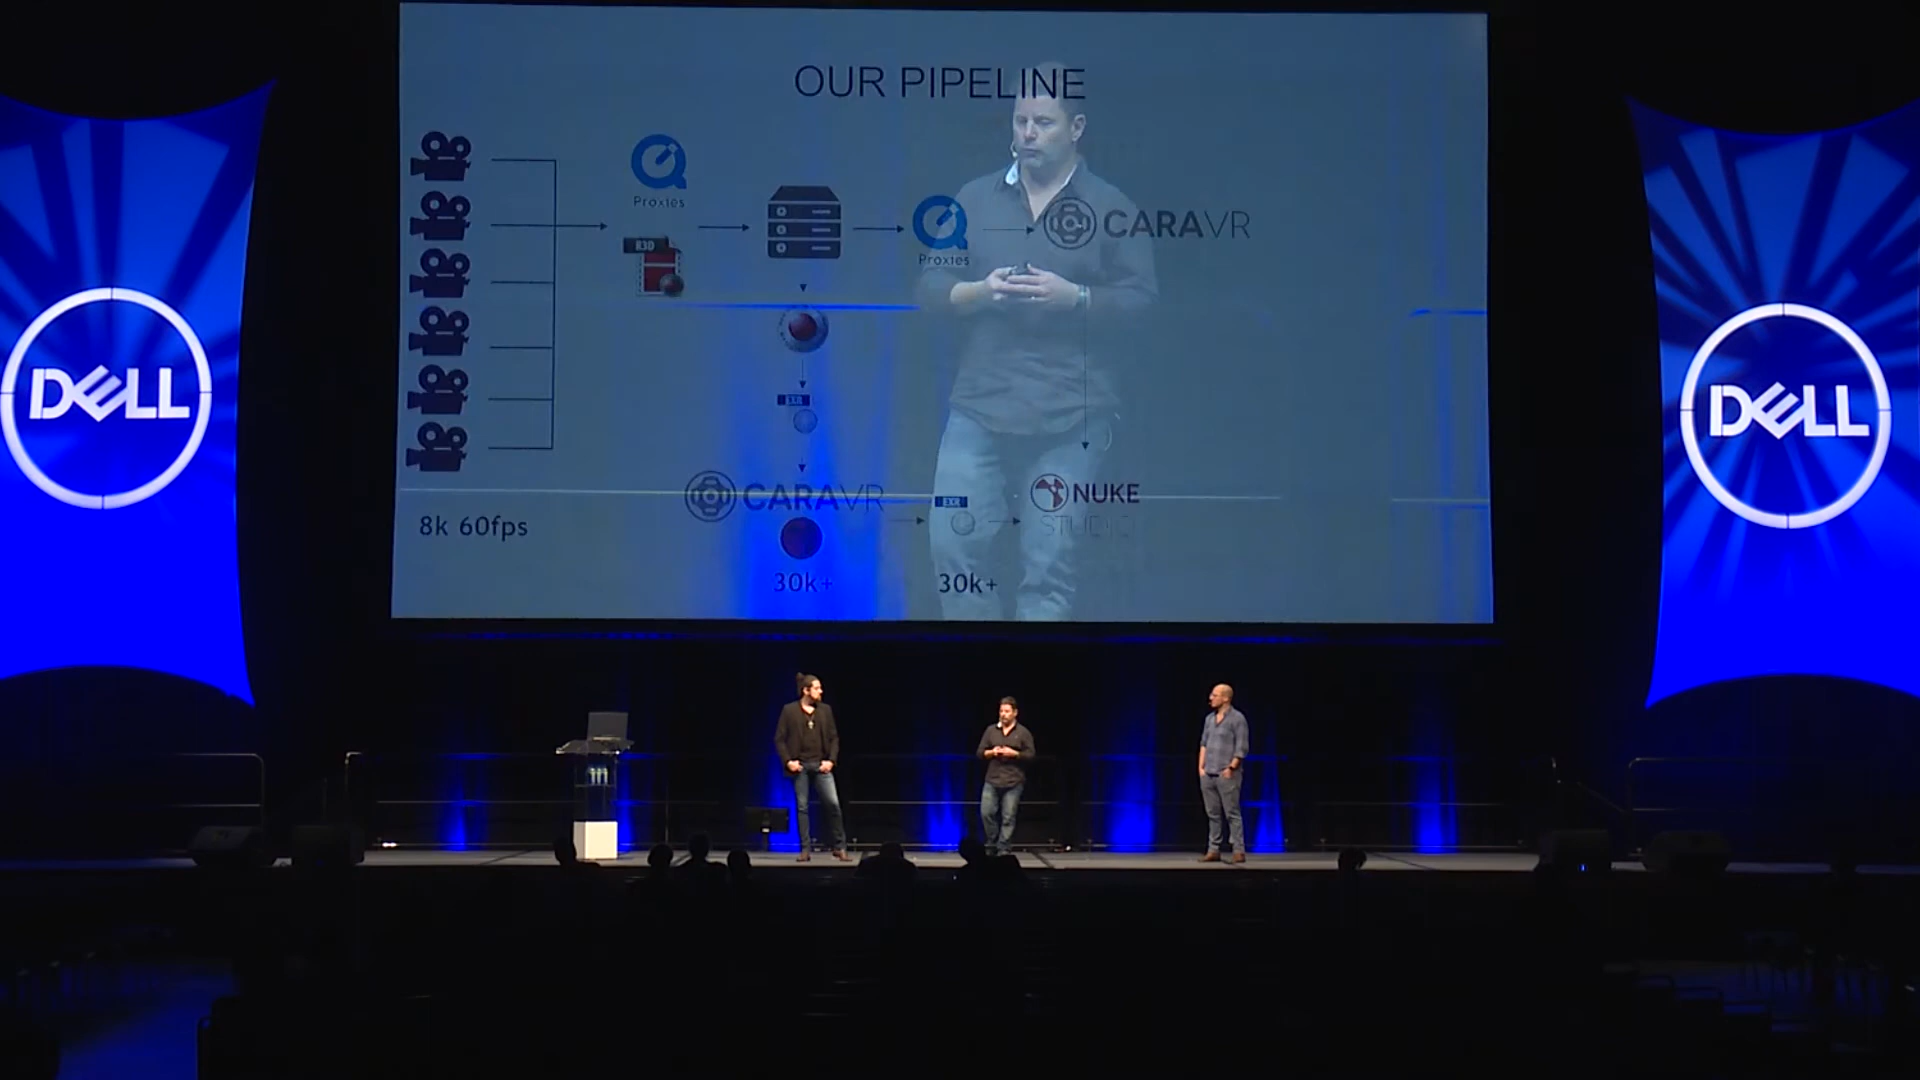 OUR PIPELINE
Proxies
R3D
Proxies
CARAVR
EXR
CARAVR
EXR
NUKE
STUDIO
8k 60fps
30k+
30k+
DELL
DELL